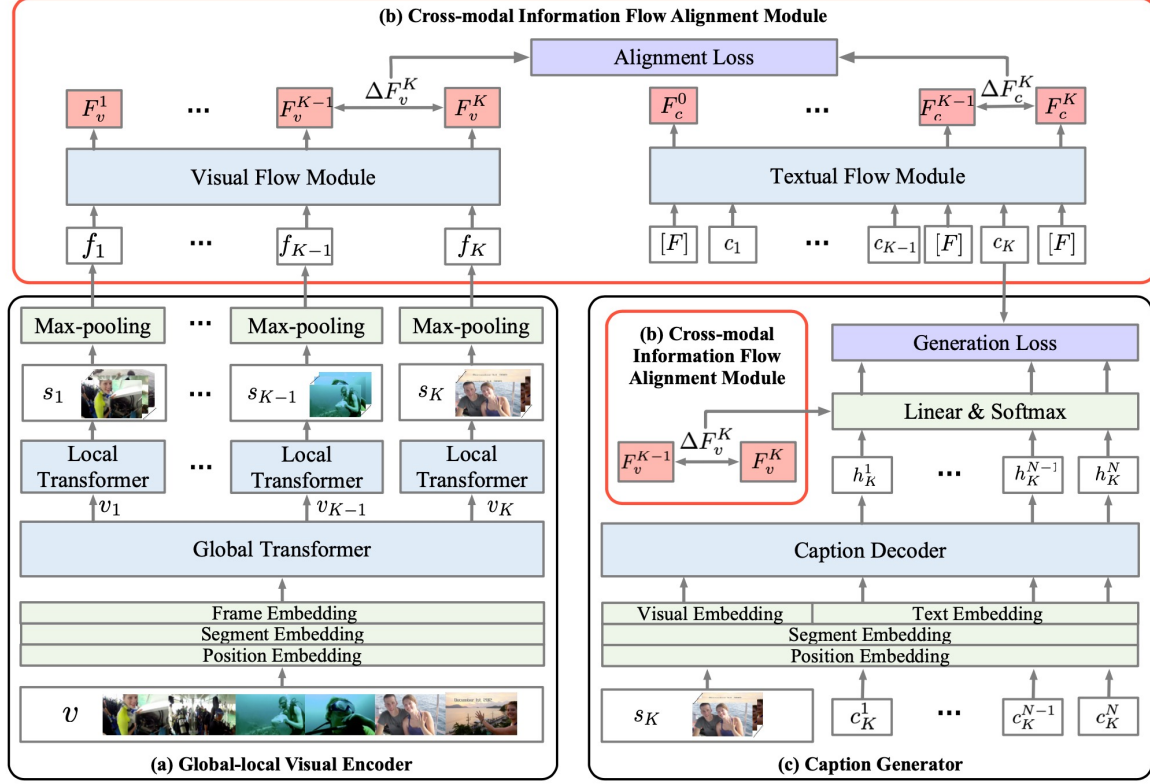 (b) Cross-modal Information Flow Alignment Module
Alignment Loss
ΔF_v^K
ΔF_c^K
F_v^1 ... F_v^{K-1} F_v^K
F_c^0 ... F_c^{K-1} F_c^K
Visual Flow Module
Textual Flow Module
f_1 ... f_{K-1} f_K
[F] c_1 ... c_{K-1} [F] c_K [F]
Max-pooling ... Max-pooling Max-pooling
s_1 ... s_{K-1} s_K
Local Transformer ... Local Transformer Local Transformer
v_1 v_{K-1} v_K
Global Transformer
Frame Embedding
Segment Embedding
Position Embedding
v
(a) Global-local Visual Encoder
(b) Cross-modal
Information Flow
Alignment Module
ΔF_v^K
F_v^{K-1} F_v^K
Generation Loss
Linear & Softmax
h_K^1 ... h_K^{N-1} h_K^N
Caption Decoder
Visual Embedding Text Embedding
Segment Embedding
Position Embedding
s_K c_K^1 ... c_K^{N-1} c_K^N
(c) Caption Generator